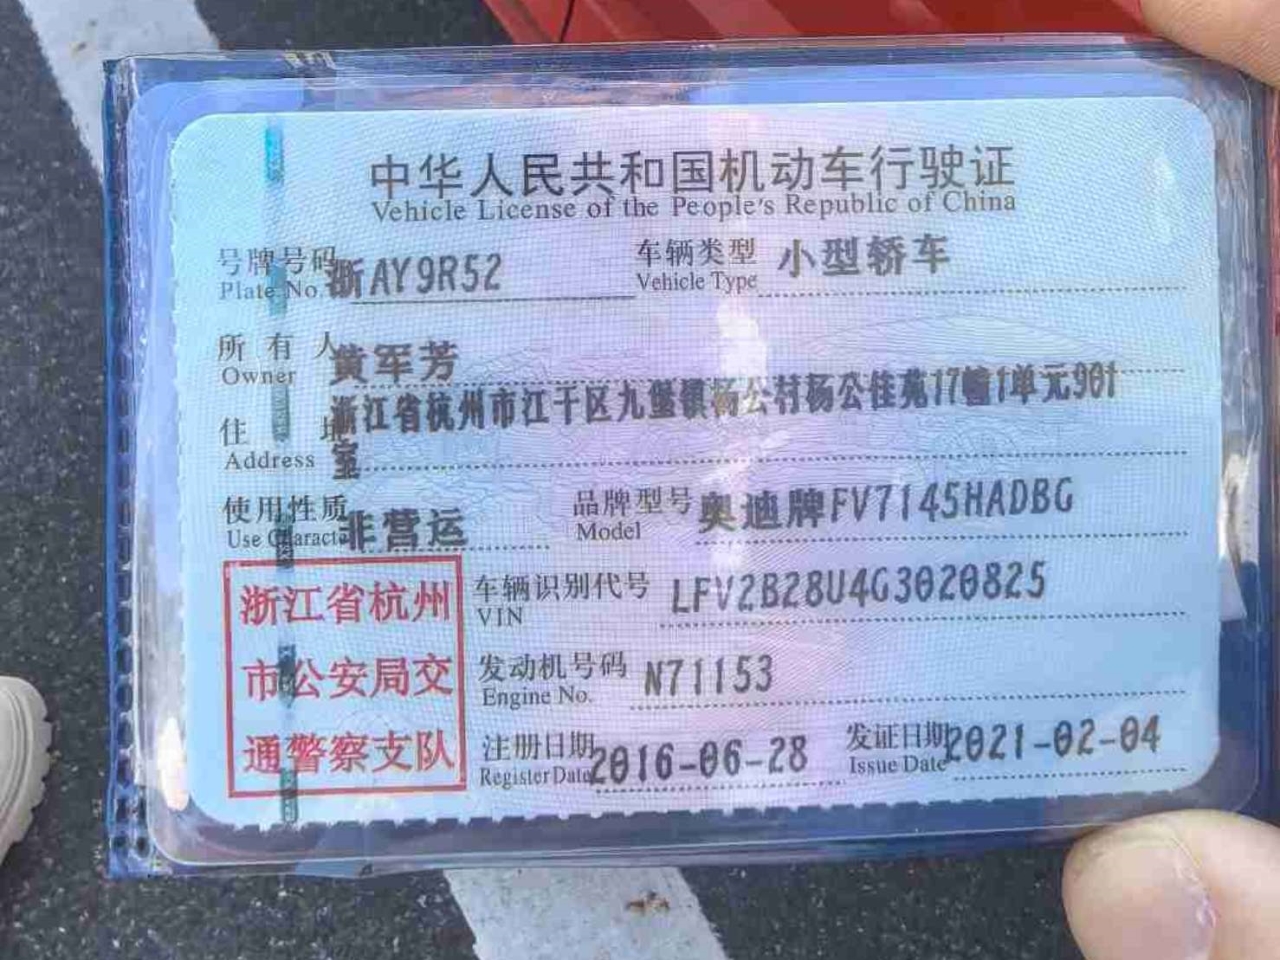 中华人民共和国机动车行驶证
Vehicle License of the People's Republic of China
号牌号码 浙AY9R52 车辆类型 小型轿车
Plate No. Vehicle Type
所有人 黄军芳
Owner
浙江省杭州市江干区九堡镇杨公村杨公佳苑17幢1单元901
住址
Address 室
使用性质 非营运 品牌型号 奥迪牌FV7145HADBG
Use Characte Model
浙江省杭州 车辆识别代号 LFV2B28U4G3020825
VIN
市公安局交 发动机号码 N71153
Engine No.
通警察支队 注册日期 2016-06-28 发证日期 2021-02-04
Register Date Issue Date